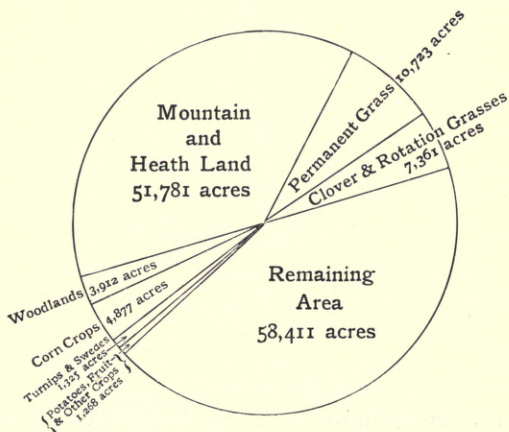 Mountain
and
Heath Land
51,781 acres
Permanent Grass 10,723 acres
Clover & Rotation Grasses
7,361 acres
Remaining
Area
58,411 acres
Woodlands 3,912 acres
Corn Crops 4,877 acres
Turnips & Swedes
1,325 acres
Potatoes, Fruit
& Other Crops
1,268 acres